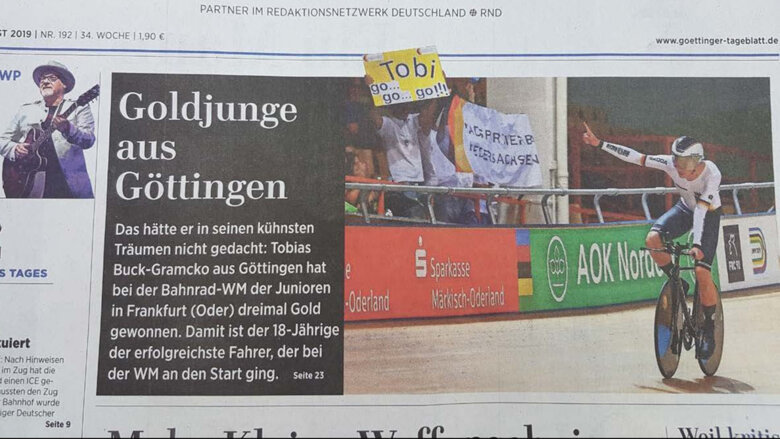 PARTNER IM REDAKTIONSNETZWERK DEUTSCHLAND RND
ST 2019 | NR. 192 | 34. WOCHE | 1,90 €
www.goettinger-tageblatt.de
WP
Goldjunge
aus
Göttingen
Das hätte er in seinen kühnsten
Träumen nicht gedacht: Tobias
Buck-Gramcko aus Göttingen hat
bei der Bahnrad-WM der Junioren
in Frankfurt (Oder) dreimal Gold
gewonnen. Damit ist der 18-Jährige
der erfolgreichste Fahrer, der bei
der WM an den Start ging. Seite 23
Tobi
go...
go... go!!!
Sparkasse
Märkisch-Oderland
-Oderland
AOK Nordo
S TAGES
tuiert
: Nach Hinweisen
im Zug hat die
d einen ICE ge-
ussten den Zug
Bahnhof wurde
iger Deutscher
Seite 9